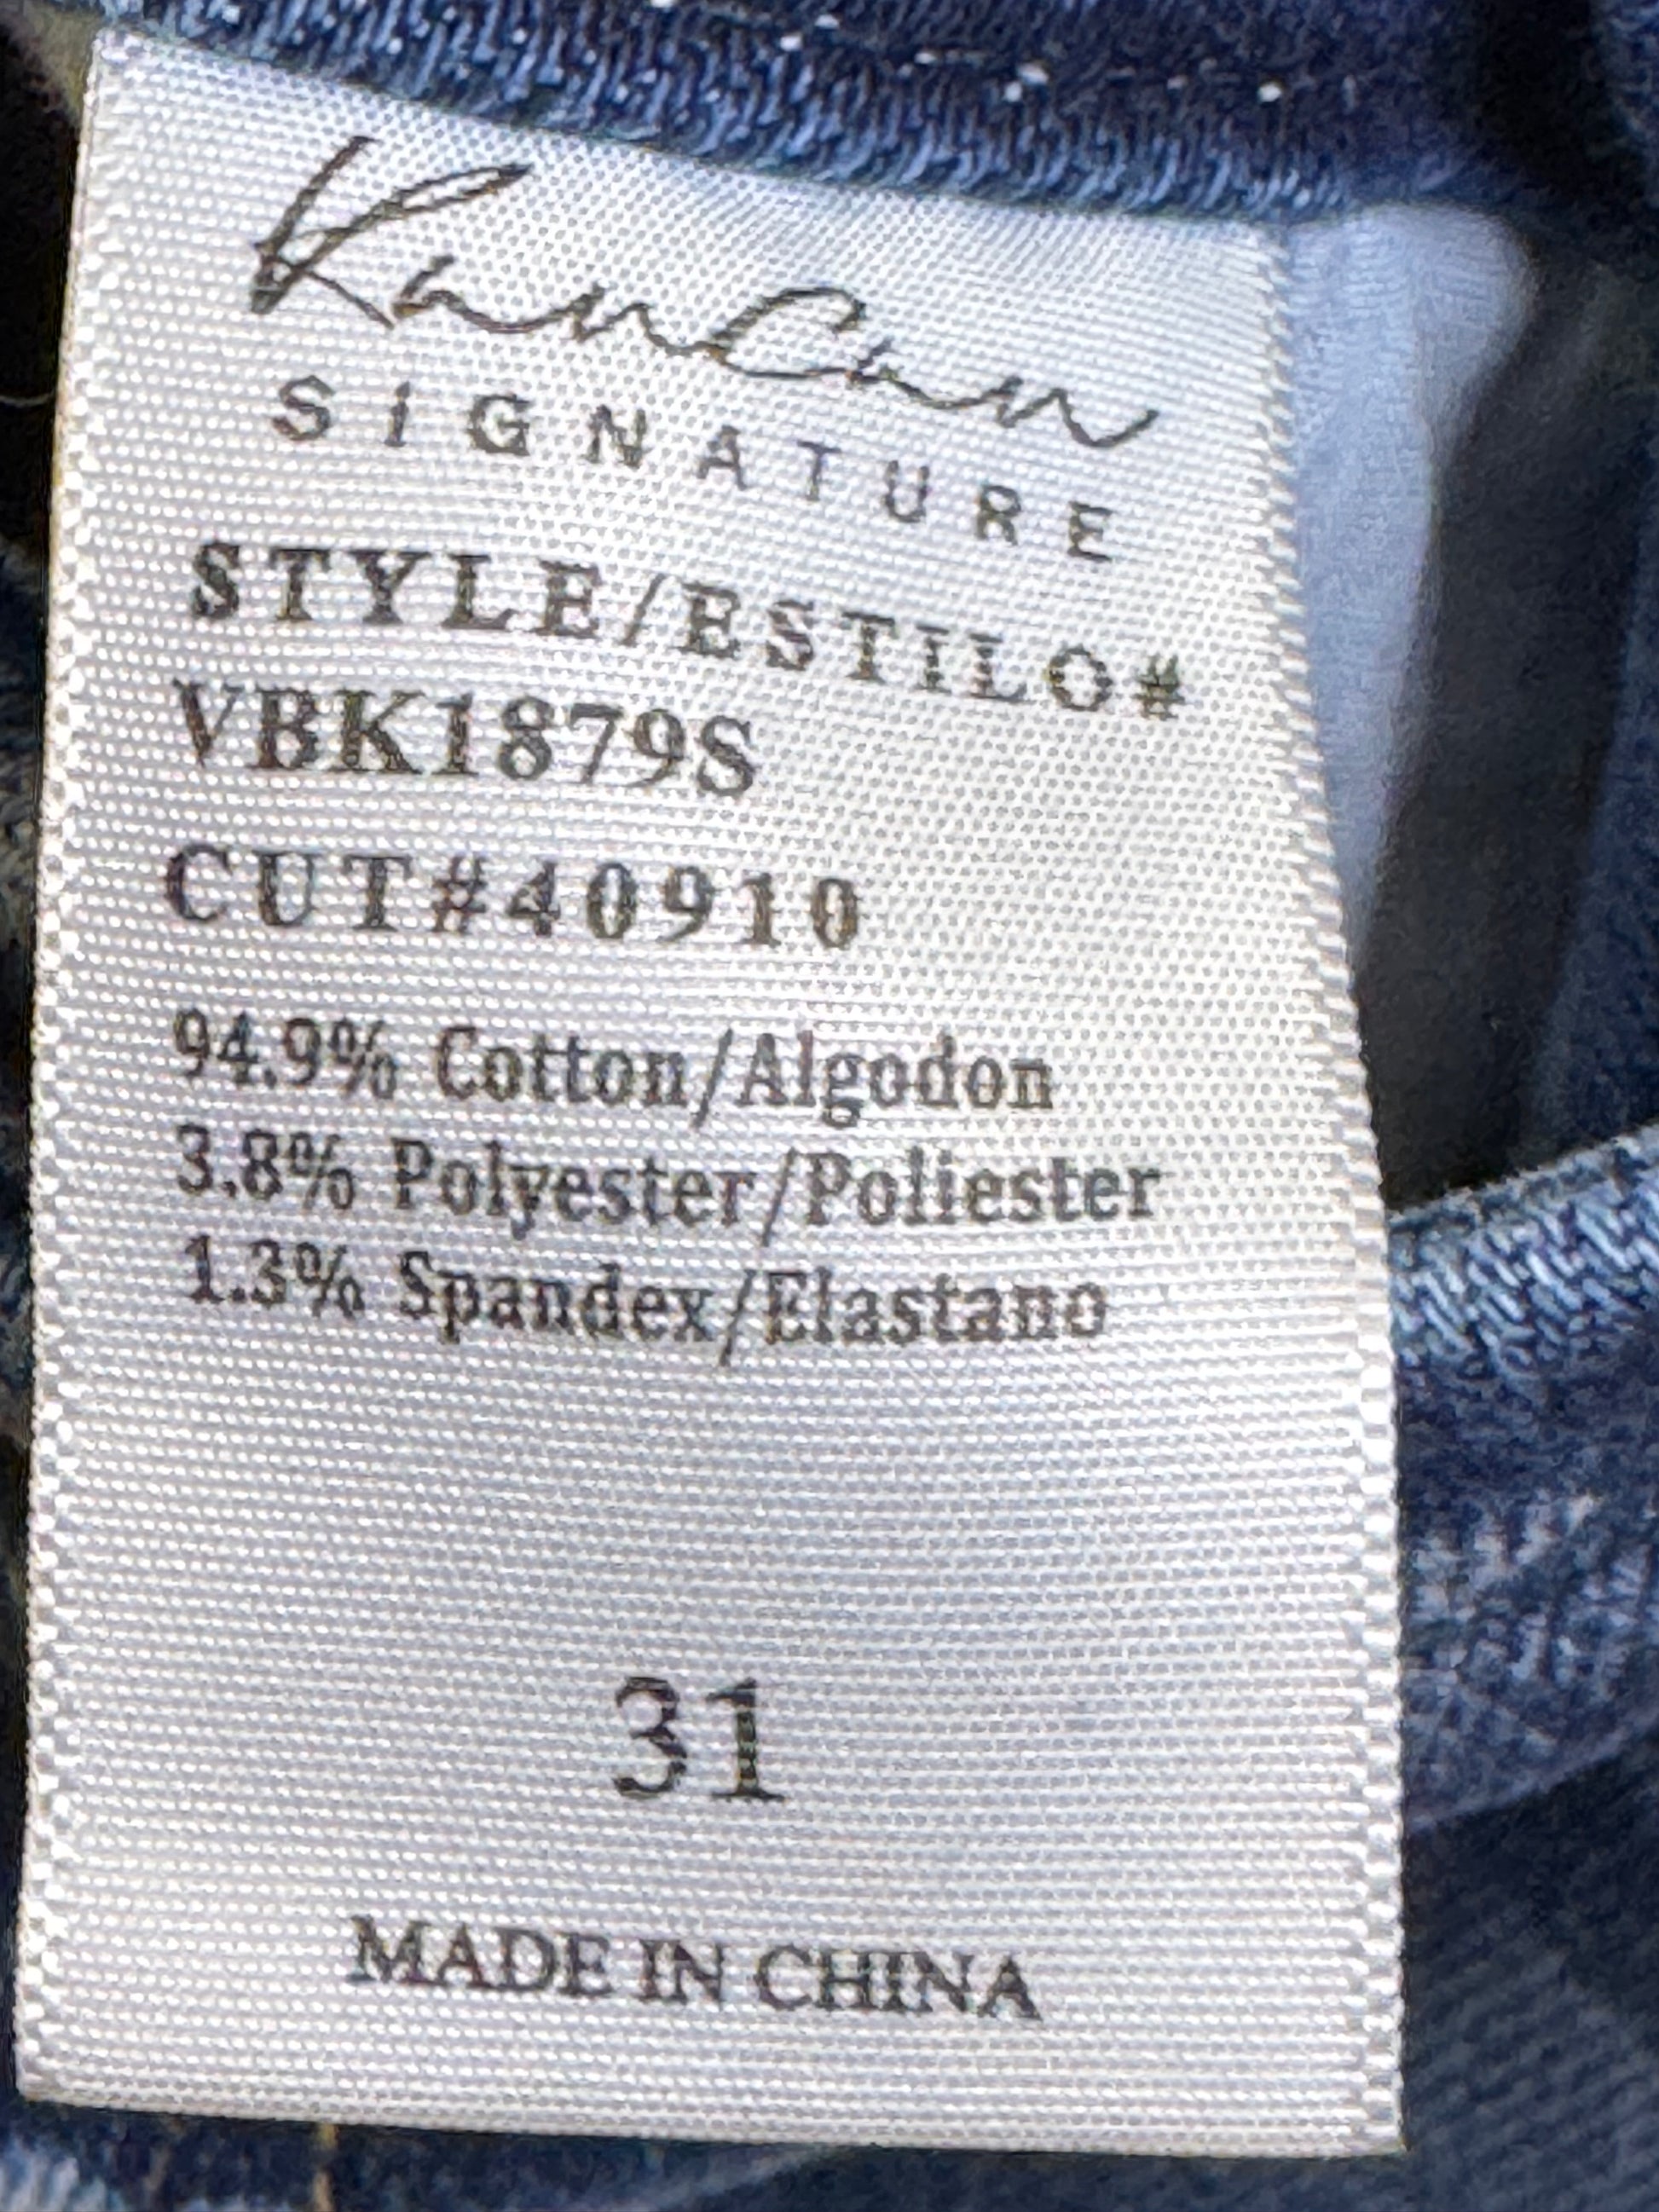 KanCan
SIGNATURE
STYLE/ESTILO#
VBK1879S
CUT#40910
94.9% Cotton/Algodon
3.8% Polyester/Poliester
1.3% Spandex/Elastano
31
MADE IN CHINA